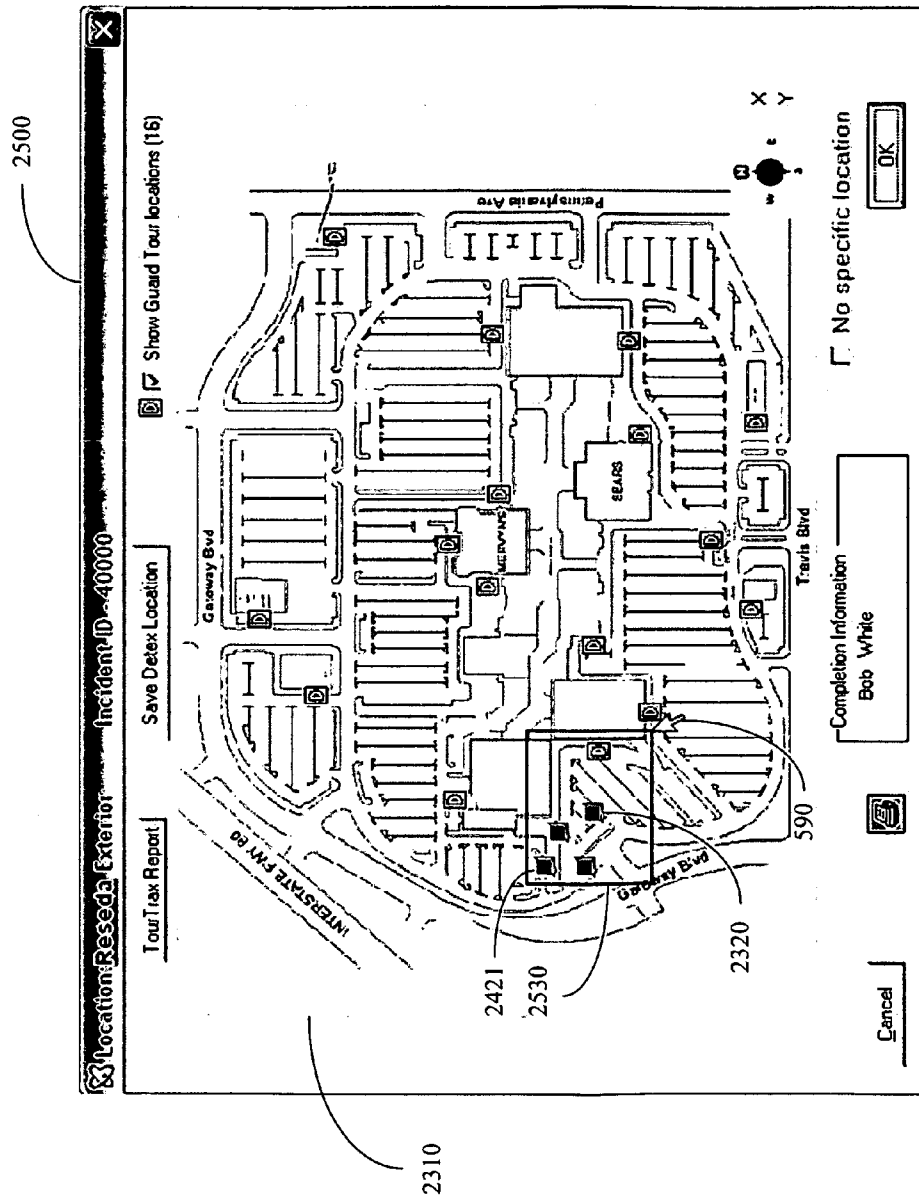 2500
Location:Reseda Exterior Incident ID - 40000
TourTrax Report
Save Detex Location
D Show Guard Tour locations (16)
2310
INTERSTATE FWY 80
Gateway Bvd
Pennsylvania Ave
MERVYN'S
SEARS
Gateway Blvd
Travis Blvd
2421
2530
2320
590
N
W
E
S
X
Y
Cancel
Completion Information
Bob White
No specific location
OK